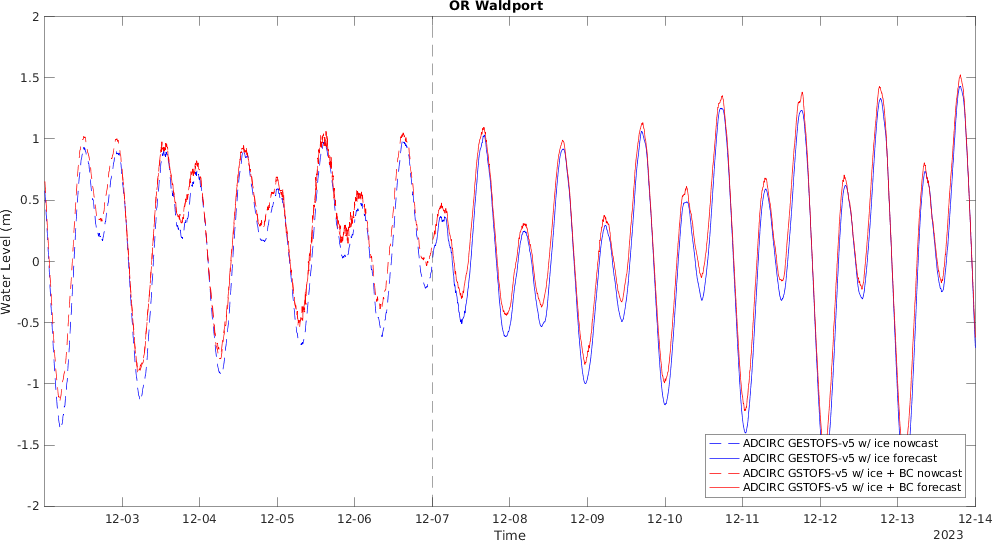 OR Waldport
2
1.5
1
0.5
0
-0.5
-1
-1.5
-2
Water Level (m)
ADCIRC GESTOFS-v5 w/ ice nowcast
ADCIRC GESTOFS-v5 w/ ice forecast
ADCIRC GSTOFS-v5 w/ ice + BC nowcast
ADCIRC GSTOFS-v5 w/ ice + BC forecast
12-03 12-04 12-05 12-06 12-07 12-08 12-09 12-10 12-11 12-12 12-13 12-14
Time
2023